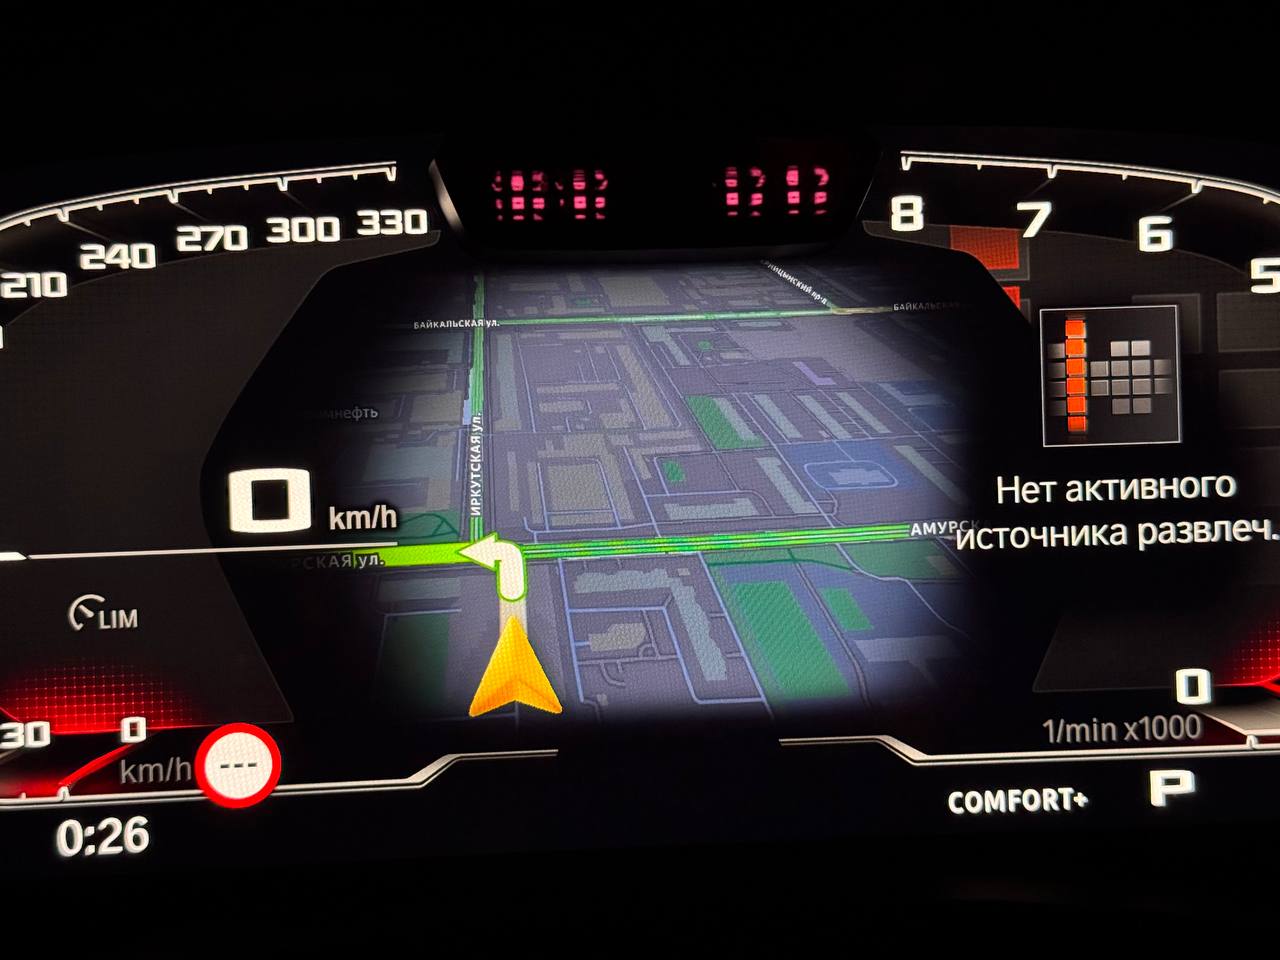 210
240
270
300
330
8
7
6
5
БАЙКАЛЬСКАЯ ул.
БАЙКАЛЬСКАЯ
ИРКУТСКАЯ ул.
0 km/h
АМУРСК
ул.
Нет активного
источника развлеч.
LIM
30
0
km/h
---
0
1/min x1000
COMFORT+
P
0:26